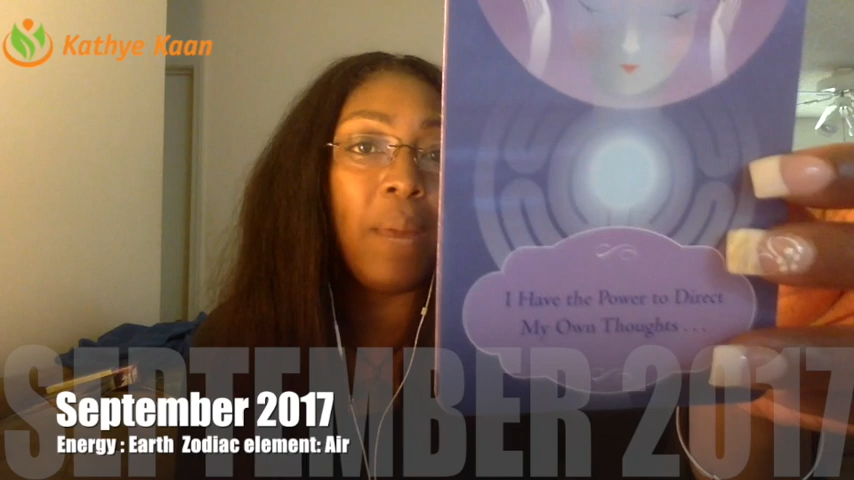 Kathye Kaan
I Have the Power to Direct
My Own Thoughts . . .
SEPTEMBER 2017
September 2017
Energy : Earth Zodiac element: Air